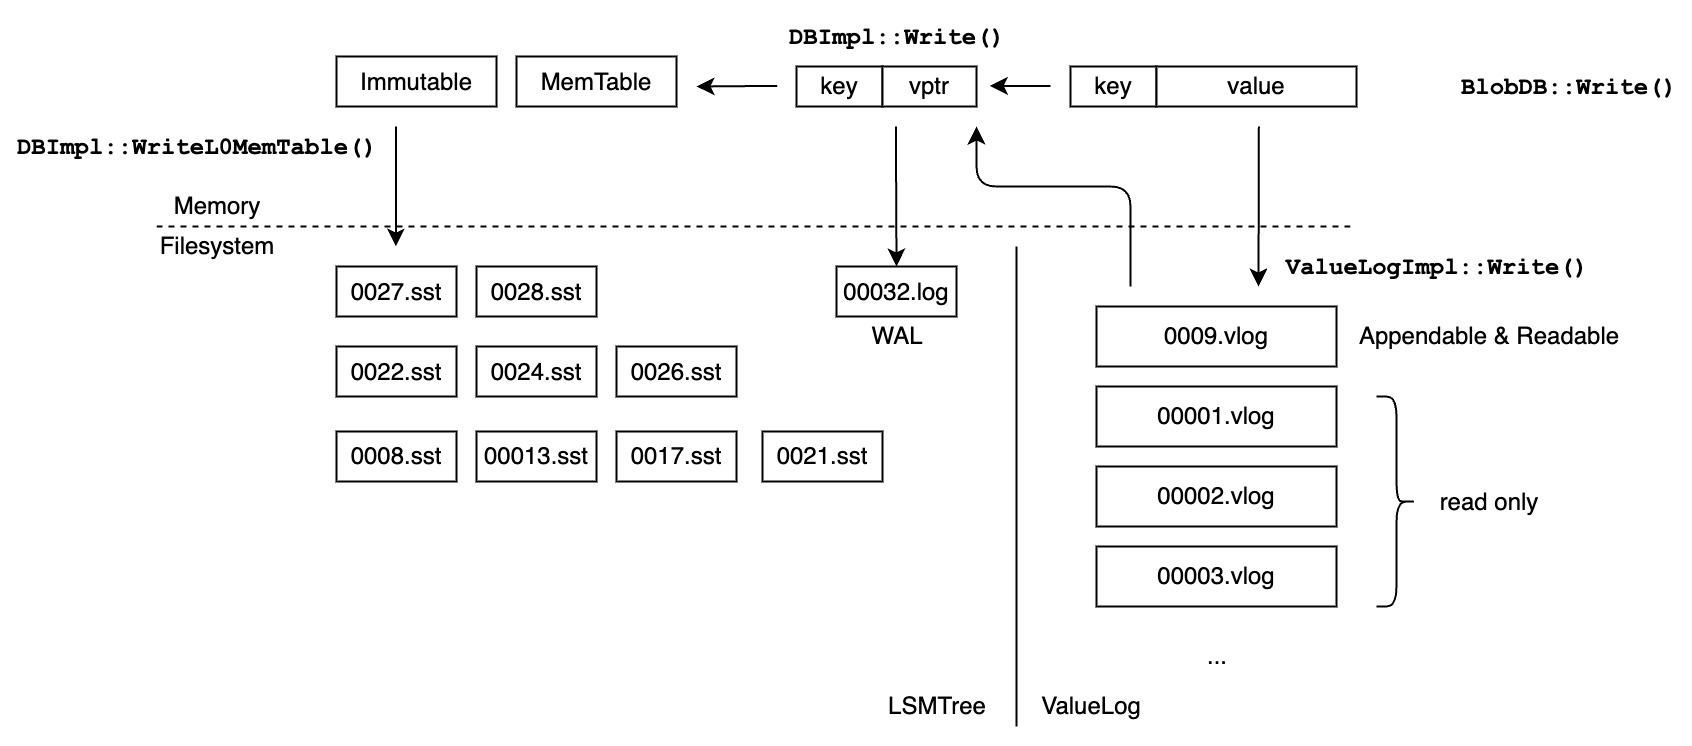 DBImpl::Write()
Immutable
MemTable
key
vptr
key
value
BlobDB::Write()
DBImpl::WriteL0MemTable()
Memory
Filesystem
ValueLogImpl::Write()
0027.sst
0028.sst
00032.log
WAL
0009.vlog
Appendable & Readable
0022.sst
0024.sst
0026.sst
00001.vlog
0008.sst
00013.sst
0017.sst
0021.sst
00002.vlog
read only
00003.vlog
...
LSMTree
ValueLog